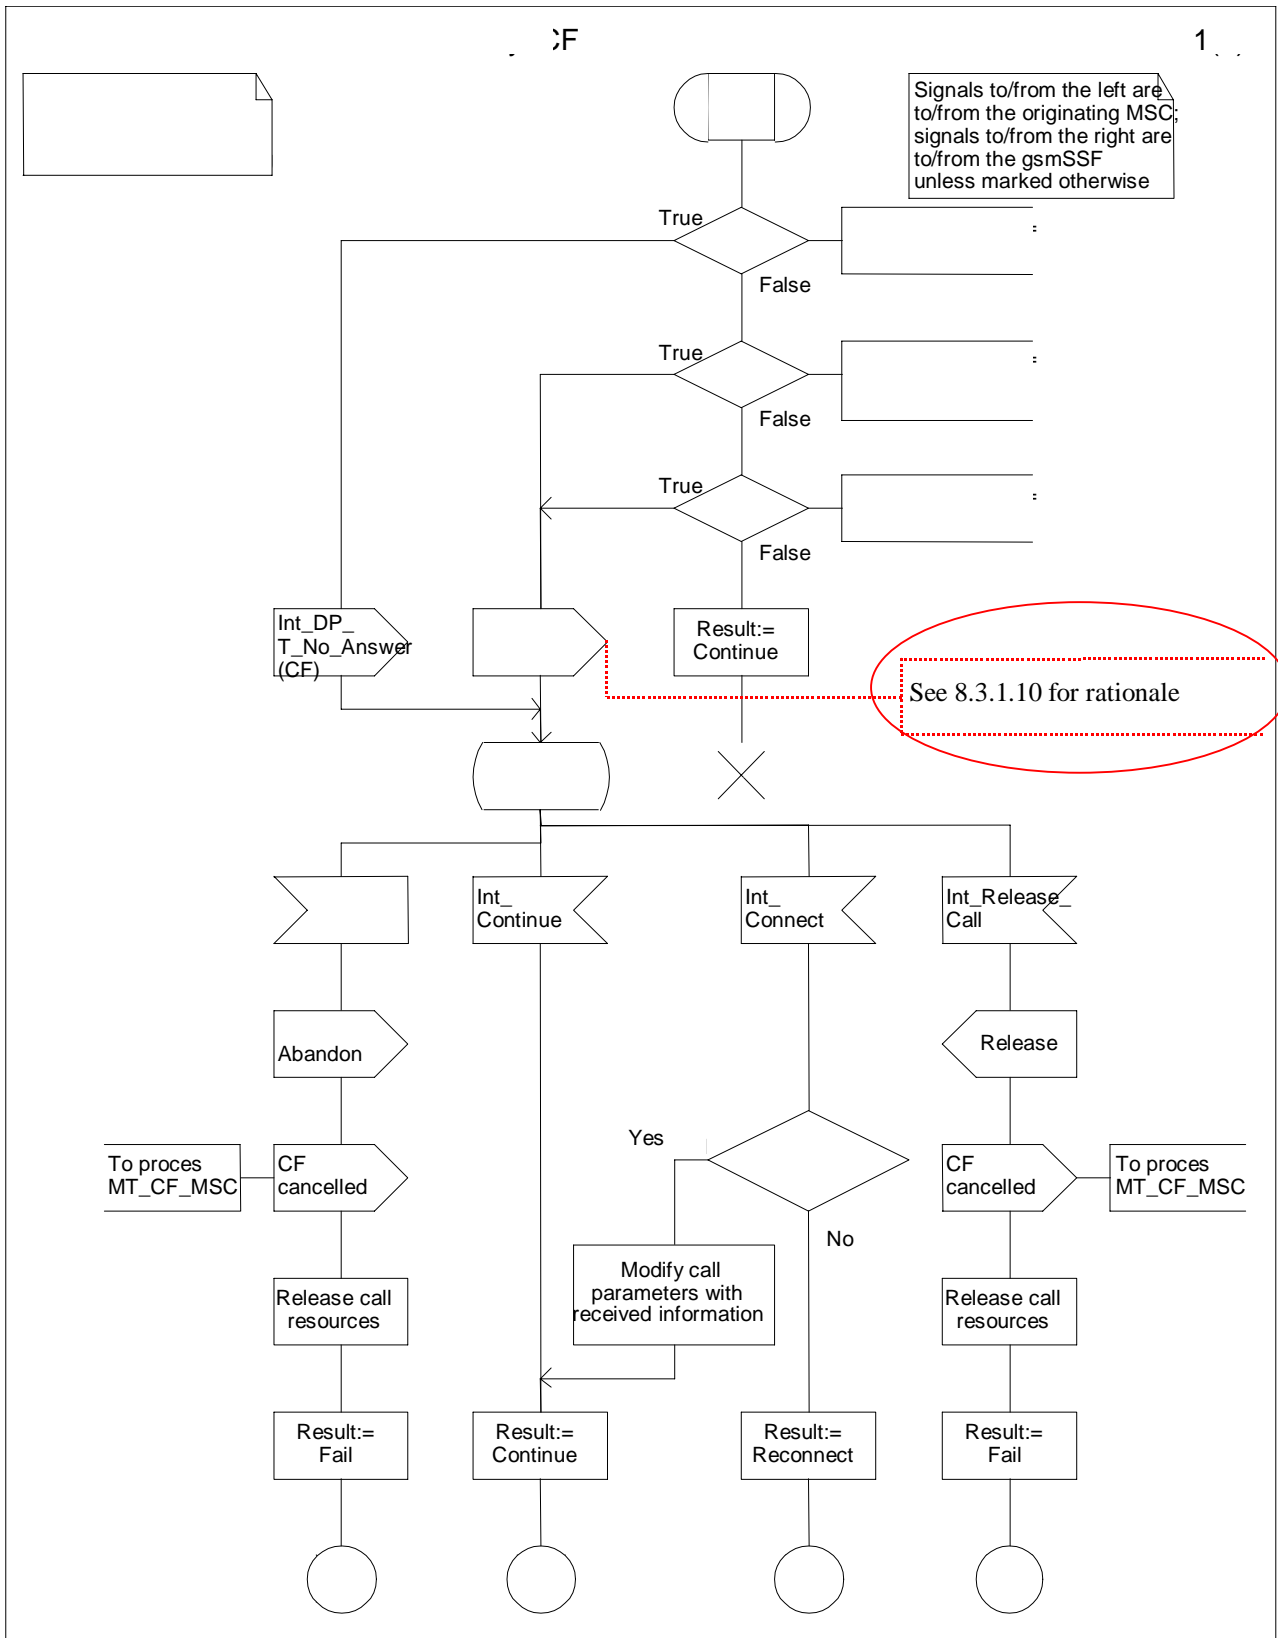 CF
1
Signals to/from the left are
to/from the originating MSC;
signals to/from the right are
to/from the gsmSSF
unless marked otherwise
True
=
False
True
=
False
True
=
False
Int_DP_
T_No_Answer
(CF)
Result:=
Continue
See 8.3.1.10 for rationale
Int_
Continue
Int_
Connect
Int_Release_
Call
Abandon
Release
Yes
To proces
MT_CF_MSC
CF
cancelled
CF
cancelled
To proces
MT_CF_MSC
No
Modify call
parameters with
received information
Release call
resources
Release call
resources
Result:=
Fail
Result:=
Continue
Result:=
Reconnect
Result:=
Fail